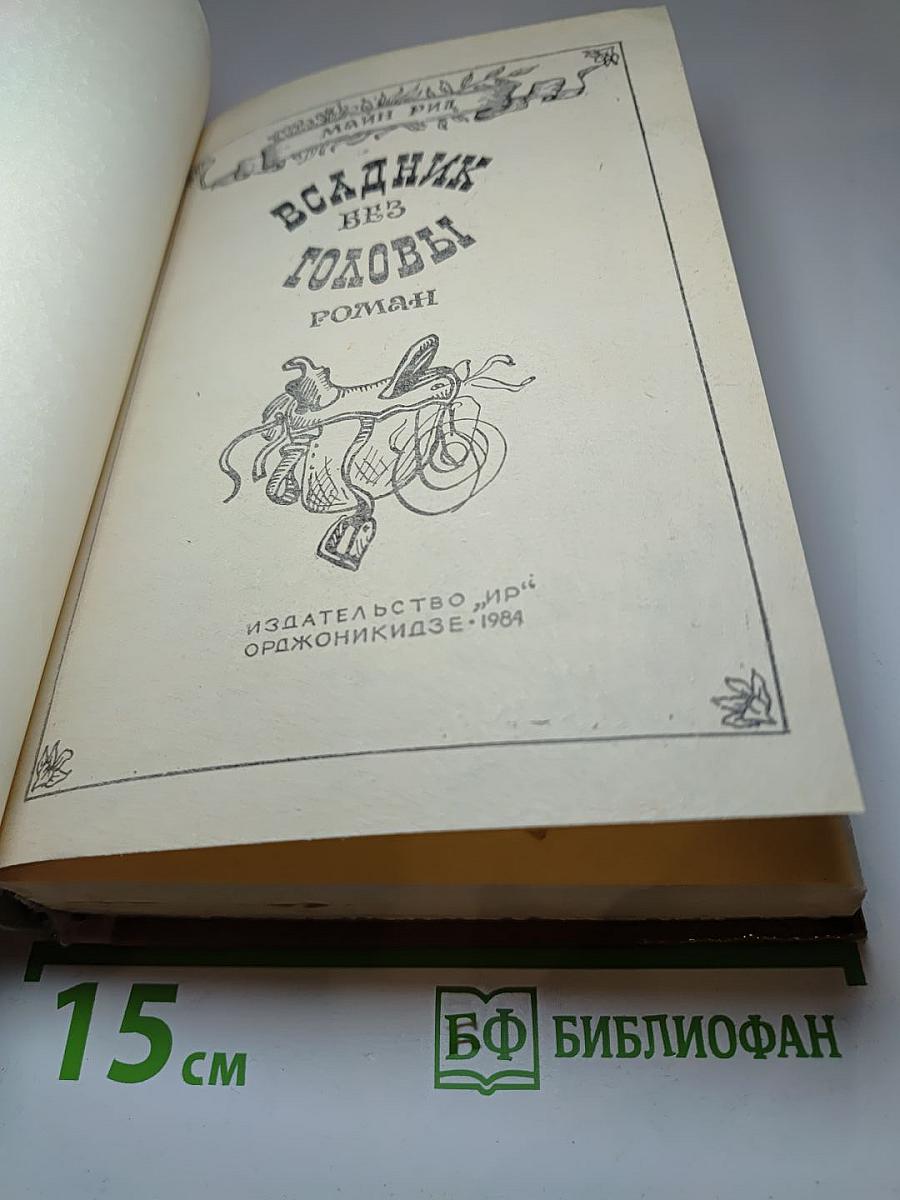 МАЙН РИД
ВСАДНИК
БЕЗ
ГОЛОВЫ
РОМАН
ИЗДАТЕЛЬСТВО „ИР“
ОРДЖОНИКИДЗЕ · 1984
15 см
БФ БИБЛИОФАН